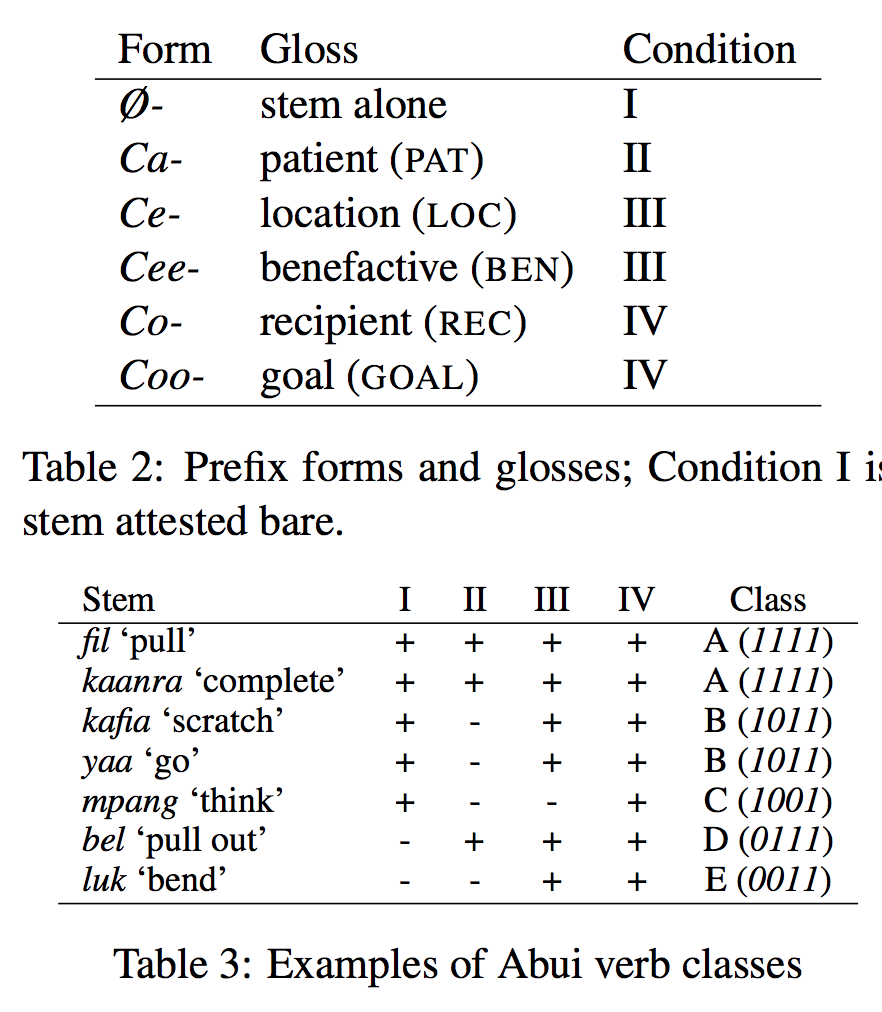 Form Gloss Condition
Ø- stem alone I
Ca- patient (PAT) II
Ce- location (LOC) III
Cee- benefactive (BEN) III
Co- recipient (REC) IV
Coo- goal (GOAL) IV
Table 2: Prefix forms and glosses; Condition I is
stem attested bare.
Stem I II III IV Class
fil ‘pull’ + + + + A (1111)
kaanra ‘complete’ + + + + A (1111)
kafia ‘scratch’ + - + + B (1011)
yaa ‘go’ + - + + B (1011)
mpang ‘think’ + - - + C (1001)
bel ‘pull out’ - + + + D (0111)
luk ‘bend’ - - + + E (0011)
Table 3: Examples of Abui verb classes